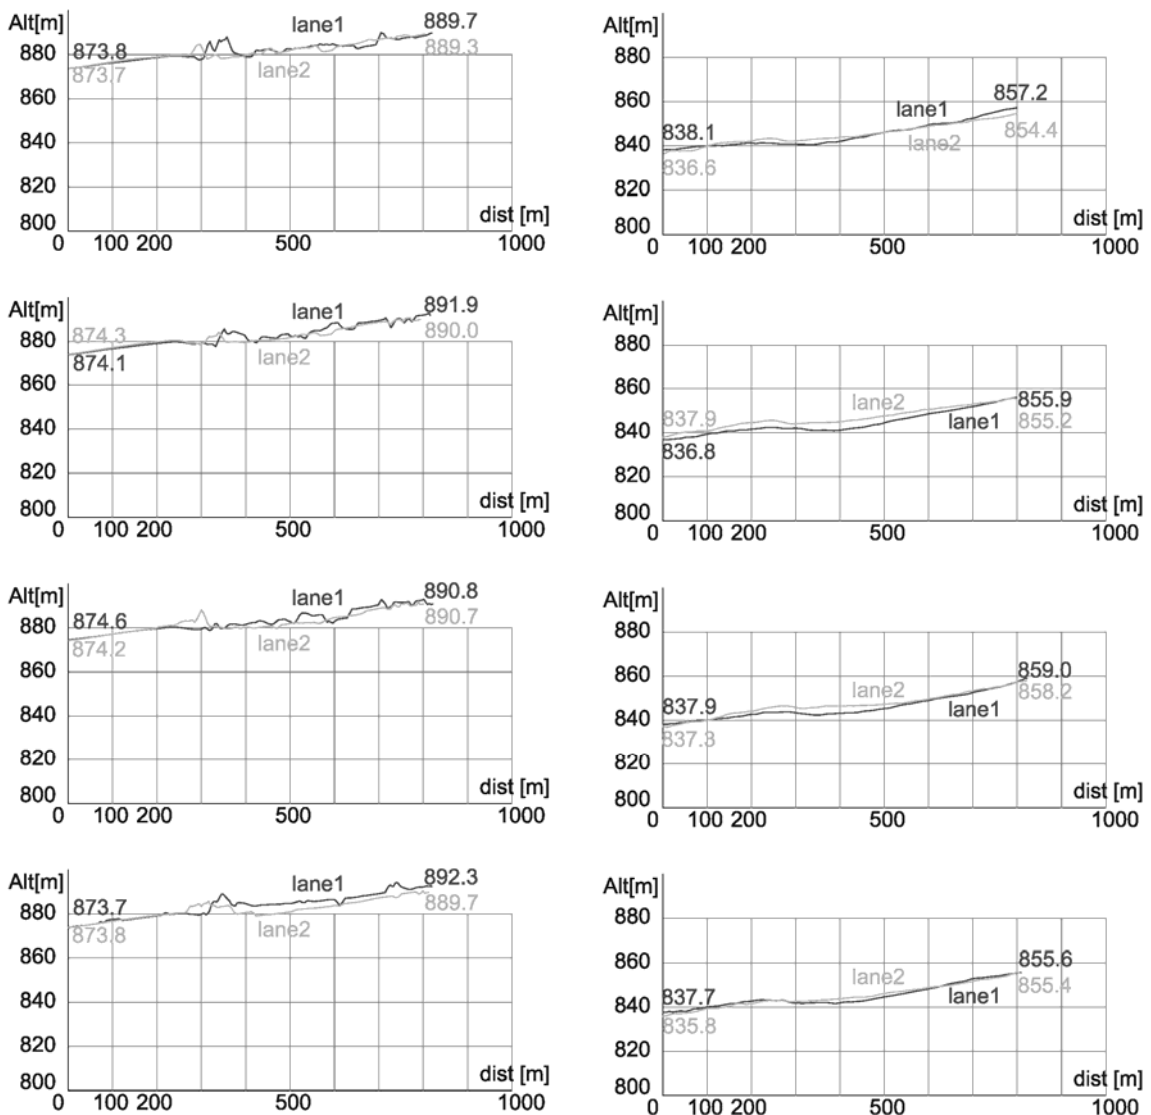 Alt[m] lane1 889.7
880 873.8 889.3
873.7 lane2
860
840
820
800 dist [m]
0 100 200 500 1000
Alt[m]
880
857.2
860 lane1
838.1 854.4
840 lane2
836.6
820
800 dist [m]
0 100 200 500 1000
Alt[m] lane1 891.9
874.3 890.0
880 lane2
874.1
860
840
820
800 dist [m]
0 100 200 500 1000
Alt[m]
880
860 lane2 855.9
837.9 lane1 855.2
840
836.8
820
800 dist [m]
0 100 200 500 1000
Alt[m] lane1 890.8
874.6 890.7
880 lane2
874.2
860
840
820
800 dist [m]
0 100 200 500 1000
Alt[m]
880
859.0
860 lane2 858.2
837.9 lane1
840
837.3
820
800 dist [m]
0 100 200 500 1000
Alt[m] lane1 892.3
873.7 889.7
880 lane2
873.8
860
840
820
800 dist [m]
0 100 200 500 1000
Alt[m]
880
855.6
860 lane2 855.4
837.7 lane1
840
835.8
820
800 dist [m]
0 100 200 500 1000